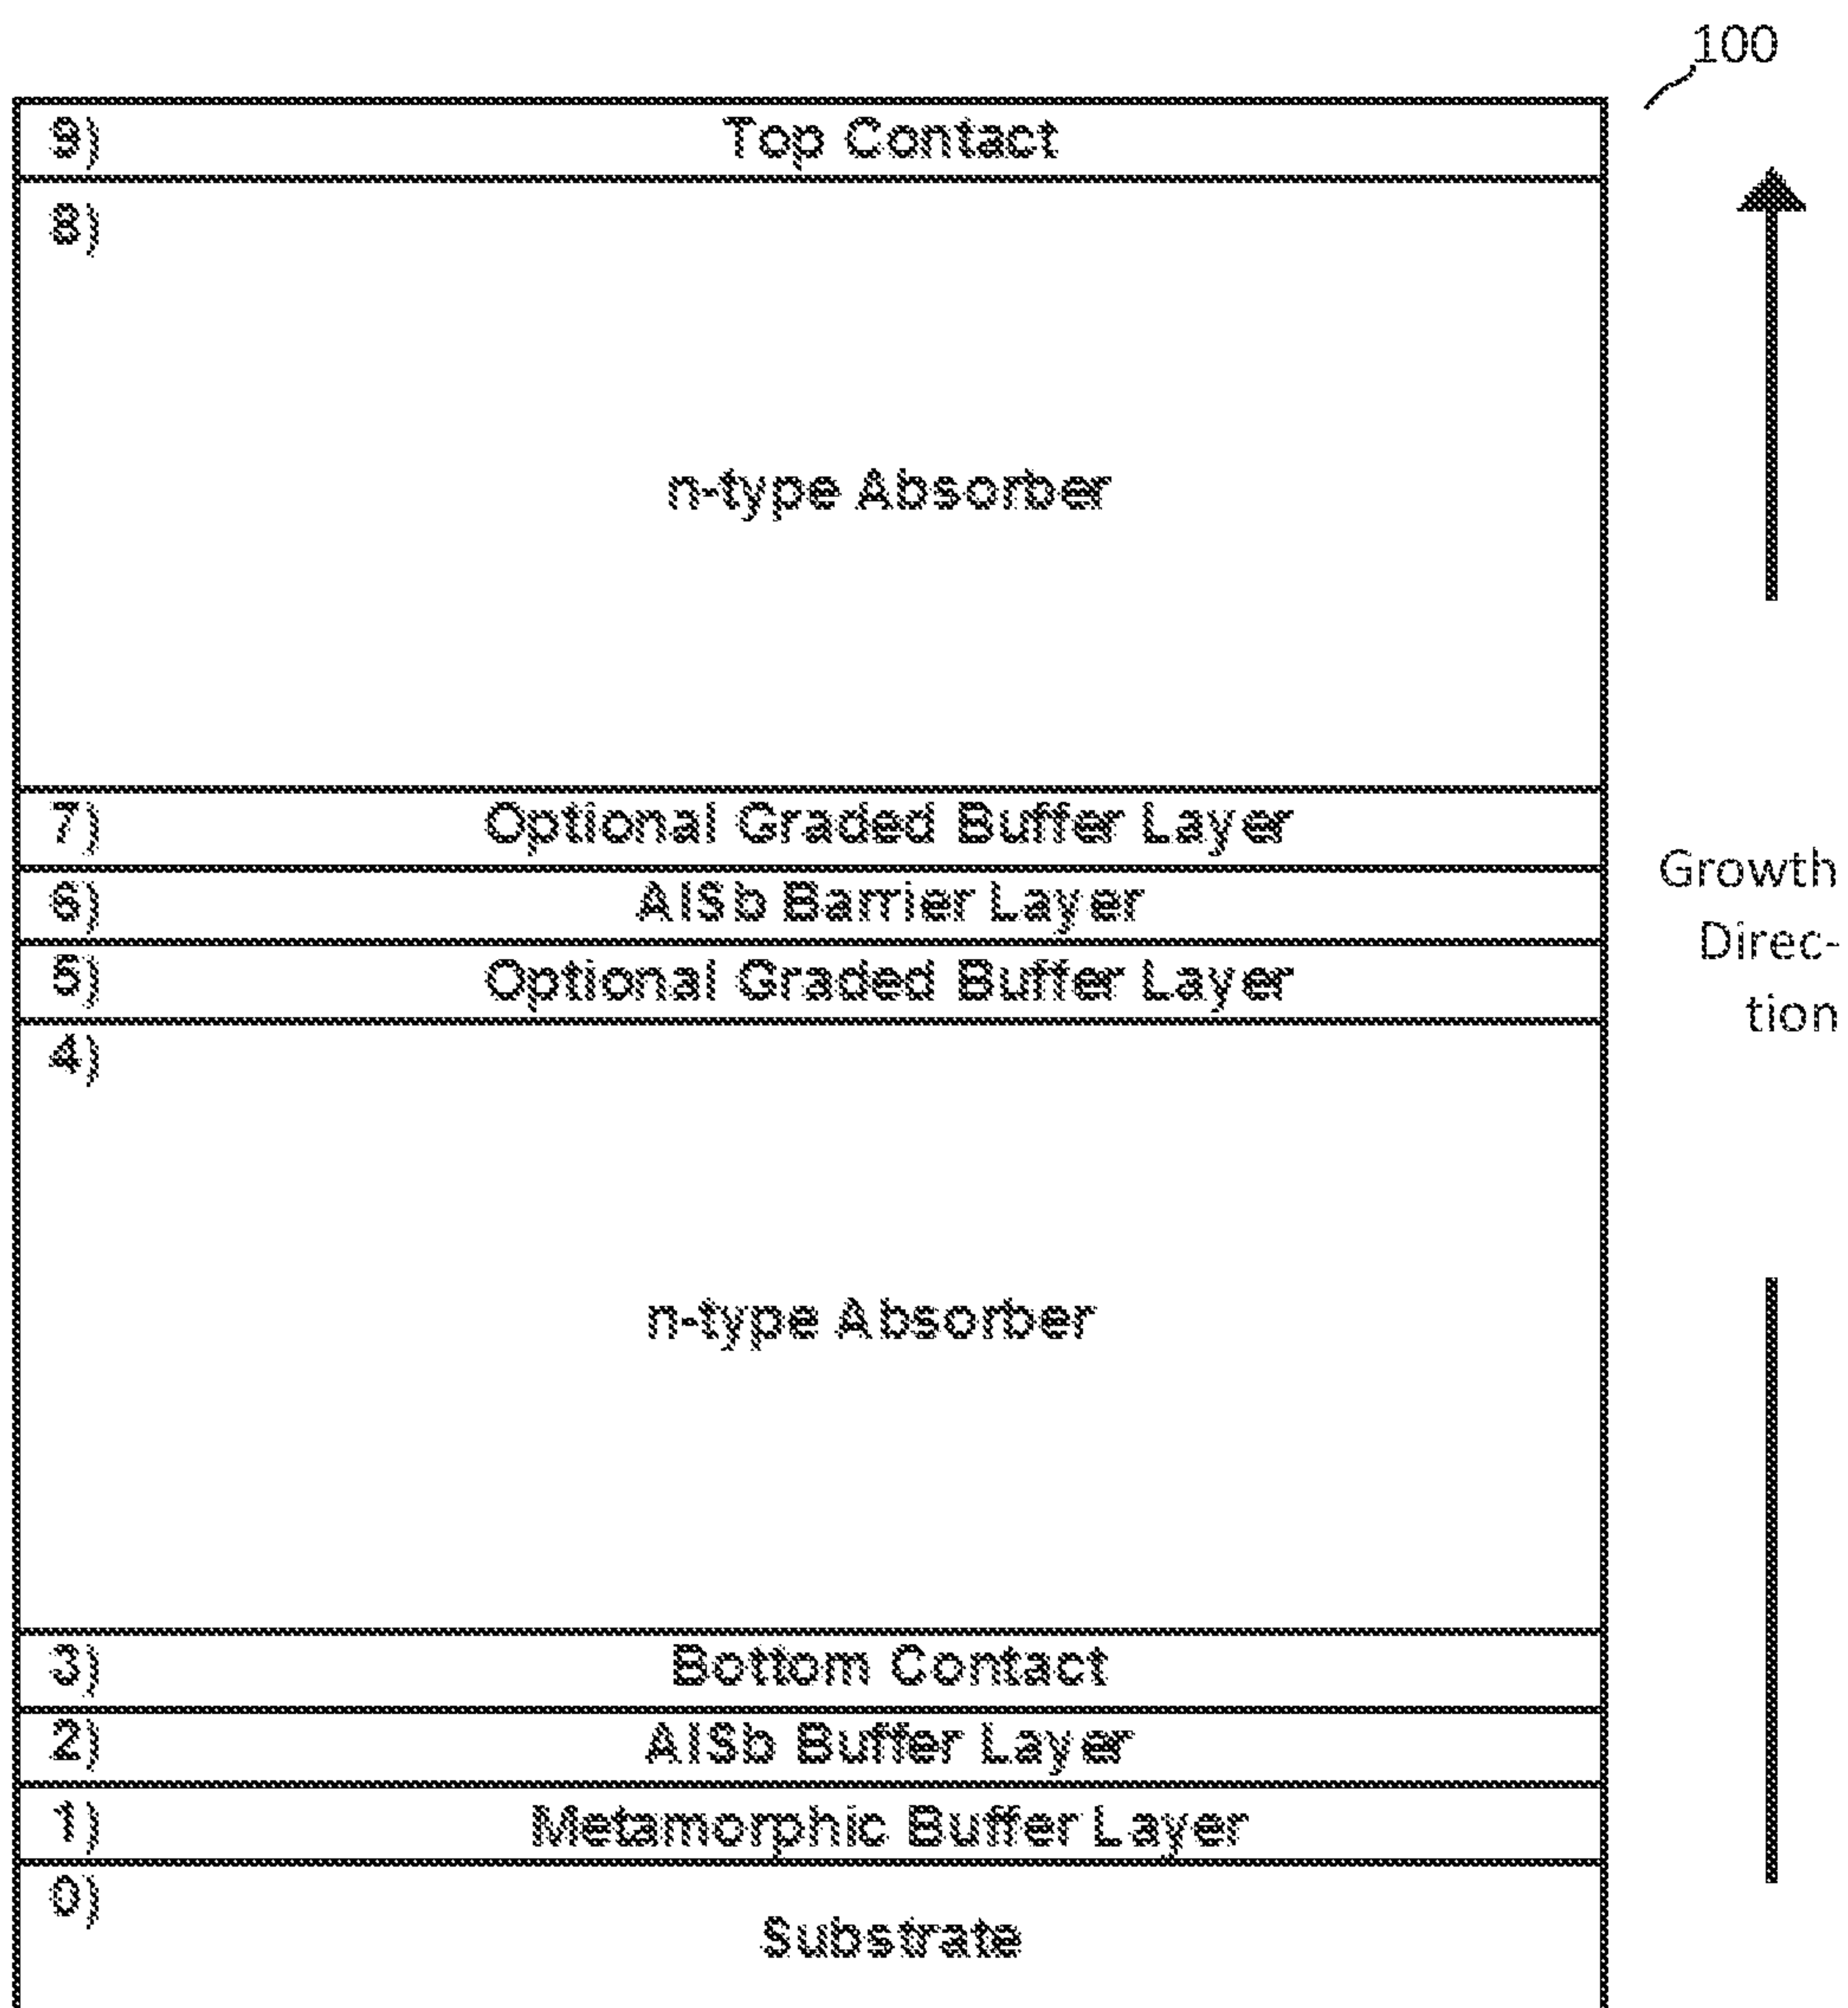 100
9) Top Contact
8)
n-type Absorber
7) Optional Graded Buffer Layer
6) AlSb Barrier Layer
5) Optional Graded Buffer Layer
4)
n-type Absorber
3) Bottom Contact
2) AlSb Buffer Layer
1) Metamorphic Buffer Layer
0)
Substrate
Growth
Direc-
tion